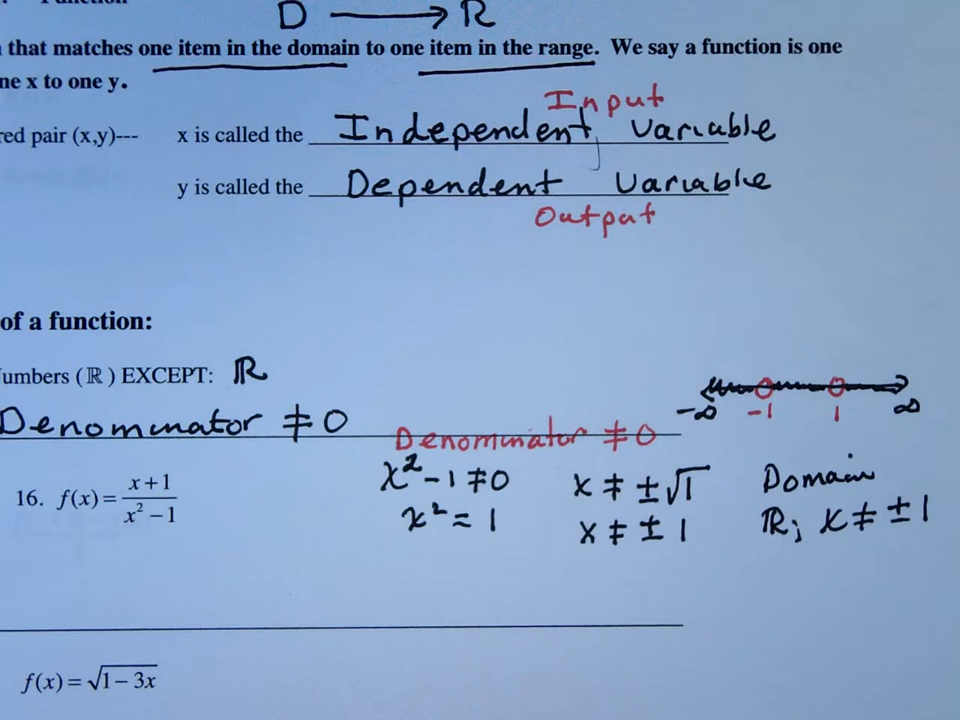 D → R
that matches one item in the domain to one item in the range. We say a function is one
ne x to one y.
Input
red pair (x,y)--- x is called the Independent, Variable
y is called the Dependent Variable
Output
of a function:
Numbers (ℝ) EXCEPT: ℝ
-∞ -1 1 ∞
Denominator ≠ 0
Denominator ≠ 0
16. f(x) = (x+1)/(x² − 1)
x² - 1 ≠ 0 x ≠ ±√1 Domain
x² = 1 x ≠ ± 1 ℝ; x ≠ ± 1
f(x) = √(1 − 3x)